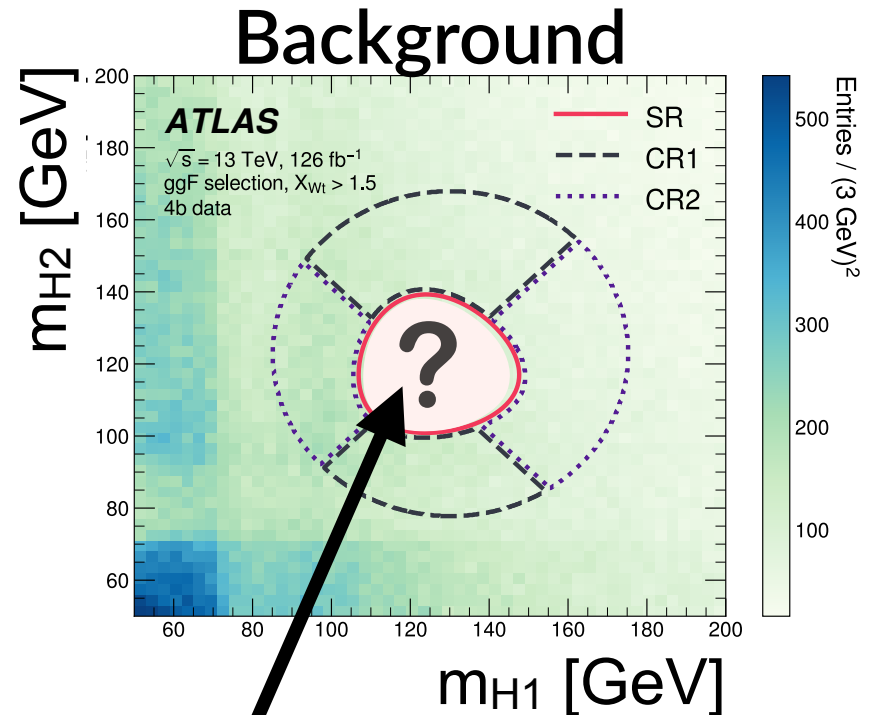 Background
ATLAS
√s = 13 TeV, 126 fb⁻¹
ggF selection, X_Wt > 1.5
4b data
SR
CR1
CR2
?
m_H2 [GeV]
200
180
160
140
120
100
80
60
60 80 100 120 140 160 180 200
m_H1 [GeV]
500
400
300
200
100
Entries / (3 GeV)²